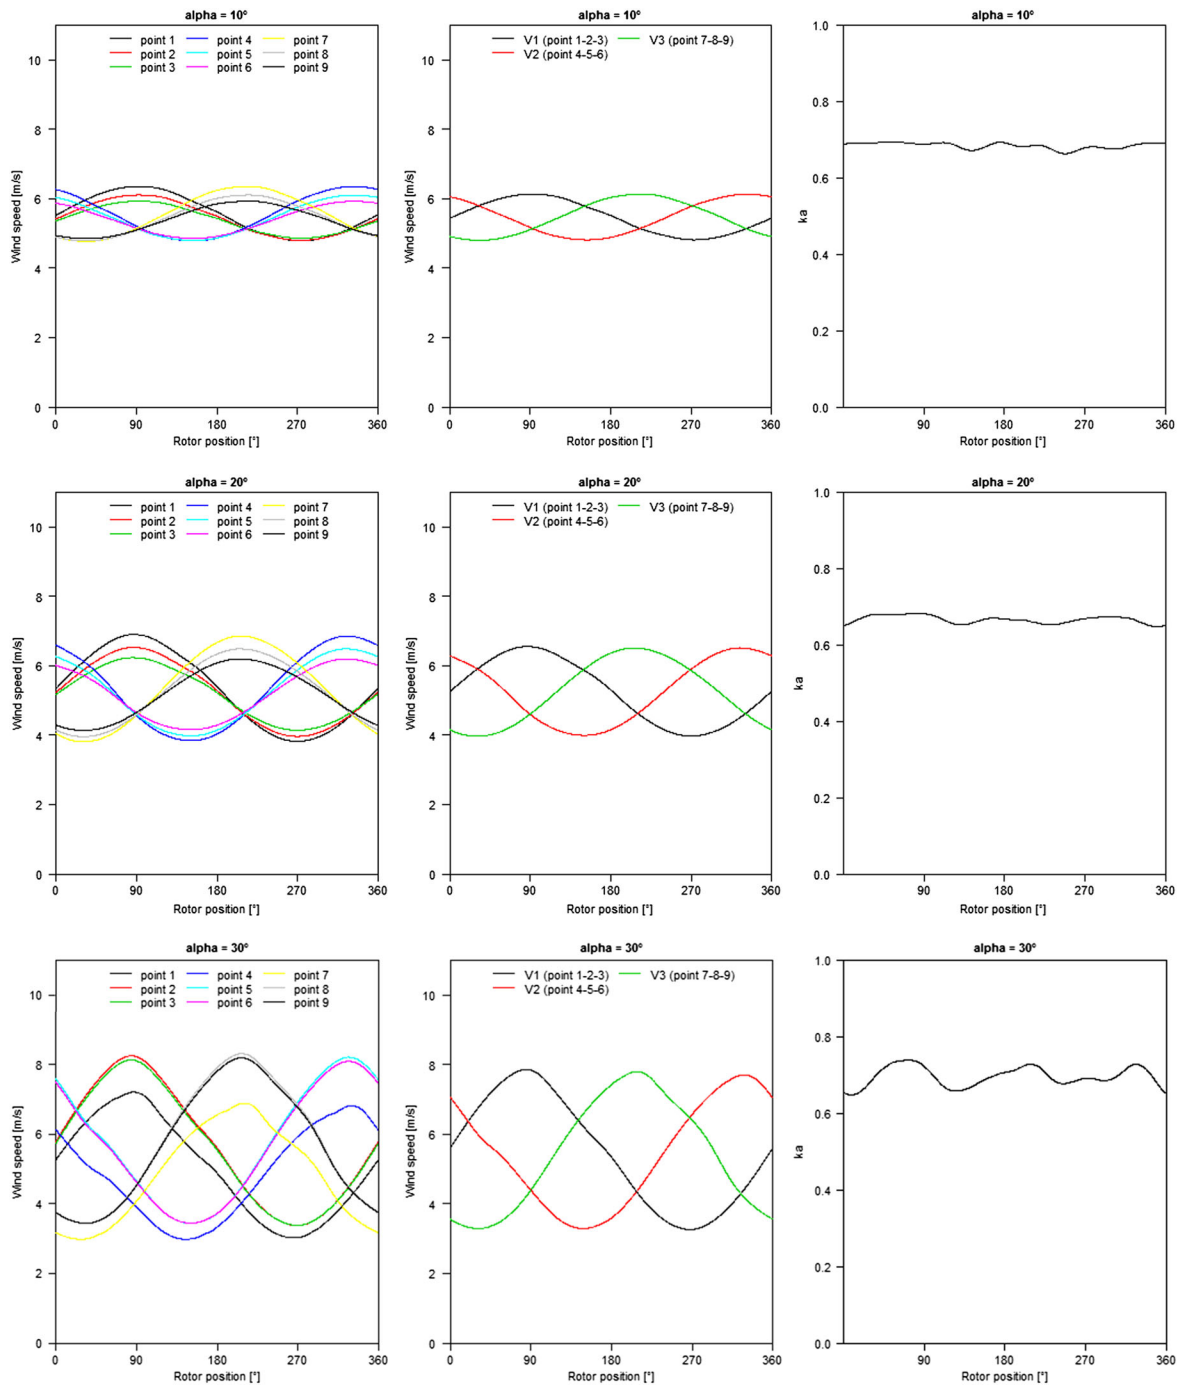 alpha = 10º
point 1 point 4 point 7
point 2 point 5 point 8
point 3 point 6 point 9
Wind speed [m/s]
10
8
6
4
2
0
0 90 180 270 360
Rotor position [°]
alpha = 10º
V1 (point 1-2-3) V3 (point 7-8-9)
V2 (point 4-5-6)
Wind speed [m/s]
10
8
6
4
2
0
0 90 180 270 360
Rotor position [°]
alpha = 10º
ka
1.0
0.8
0.6
0.4
0.2
0.0
90 180 270 360
Rotor position [°]
alpha = 20º
point 1 point 4 point 7
point 2 point 5 point 8
point 3 point 6 point 9
Wind speed [m/s]
10
8
6
4
2
0
0 90 180 270 360
Rotor position [°]
alpha = 20º
V1 (point 1-2-3) V3 (point 7-8-9)
V2 (point 4-5-6)
Wind speed [m/s]
10
8
6
4
2
0
0 90 180 270 360
Rotor position [°]
alpha = 20º
ka
1.0
0.8
0.6
0.4
0.2
0.0
90 180 270 360
Rotor position [°]
alpha = 30º
point 1 point 4 point 7
point 2 point 5 point 8
point 3 point 6 point 9
Wind speed [m/s]
10
8
6
4
2
0
0 90 180 270 360
Rotor position [°]
alpha = 30º
V1 (point 1-2-3) V3 (point 7-8-9)
V2 (point 4-5-6)
Wind speed [m/s]
10
8
6
4
2
0
0 90 180 270 360
Rotor position [°]
alpha = 30º
ka
1.0
0.8
0.6
0.4
0.2
0.0
90 180 270 360
Rotor position [°]